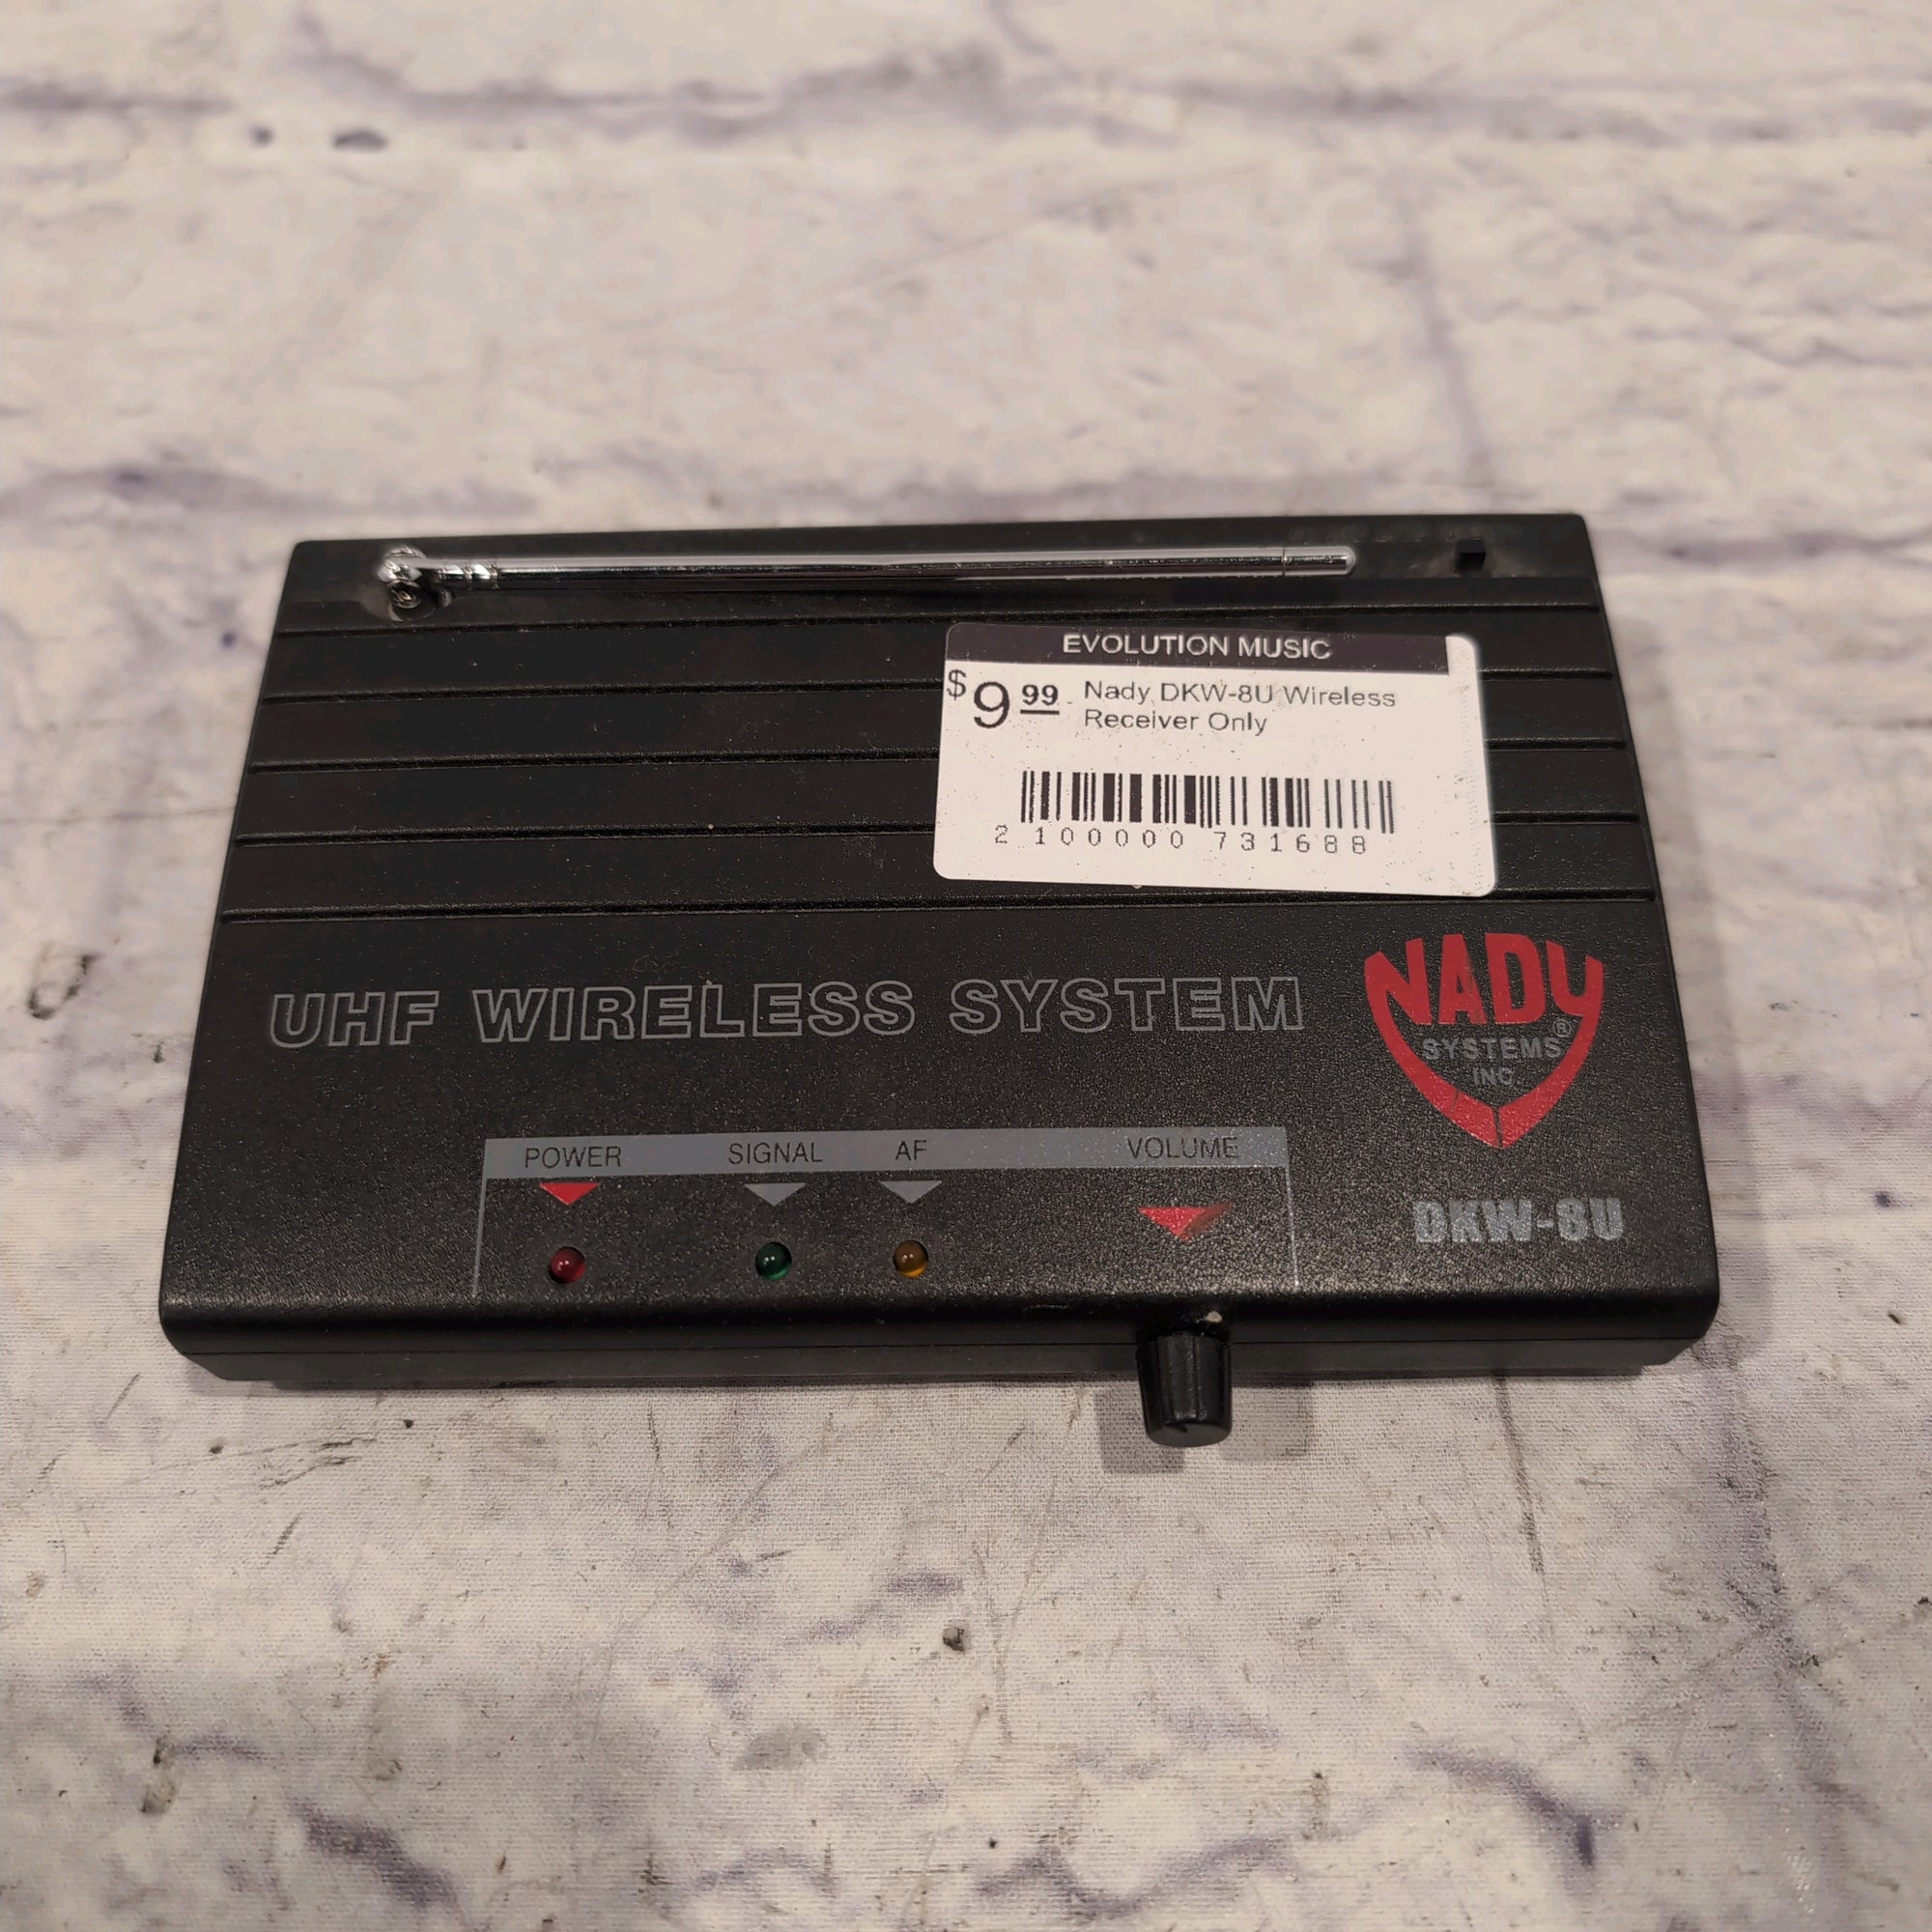 EVOLUTION MUSIC
$9.99 Nady DKW-8U Wireless
Receiver Only
2 100000 731688
UHF WIRELESS SYSTEM
NADY
SYSTEMS®
INC.
POWER SIGNAL AF VOLUME
DKW-8U